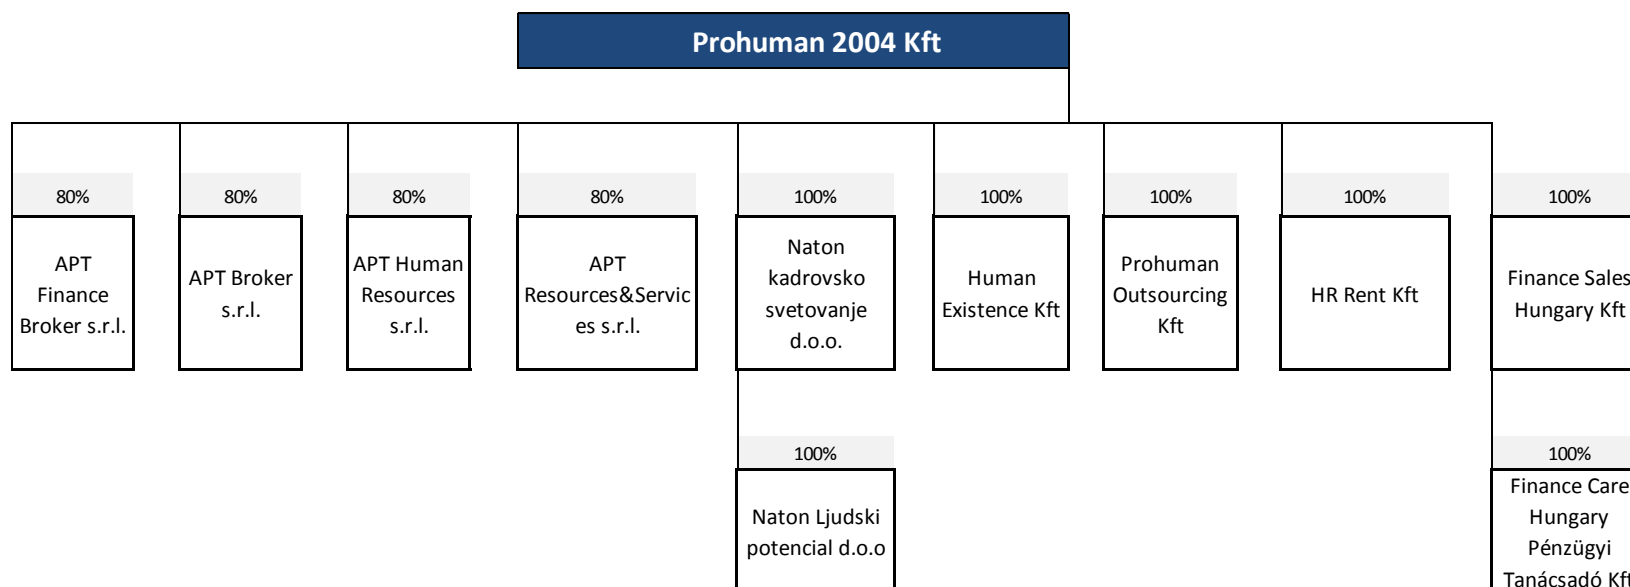 Prohuman 2004 Kft
80%
80%
80%
80%
100%
100%
100%
100%
100%
APT
Finance
Broker s.r.l.
APT Broker
s.r.l.
APT Human
Resources
s.r.l.
APT
Resources&Servic
es s.r.l.
Naton
kadrovsko
svetovanje
d.o.o.
Human
Existence Kft
Prohuman
Outsourcing
Kft
HR Rent Kft
Finance Sales
Hungary Kft
100%
100%
Naton Ljudski
potencial d.o.o
Finance Care
Hungary
Pénzügyi
Tanácsadó Kft